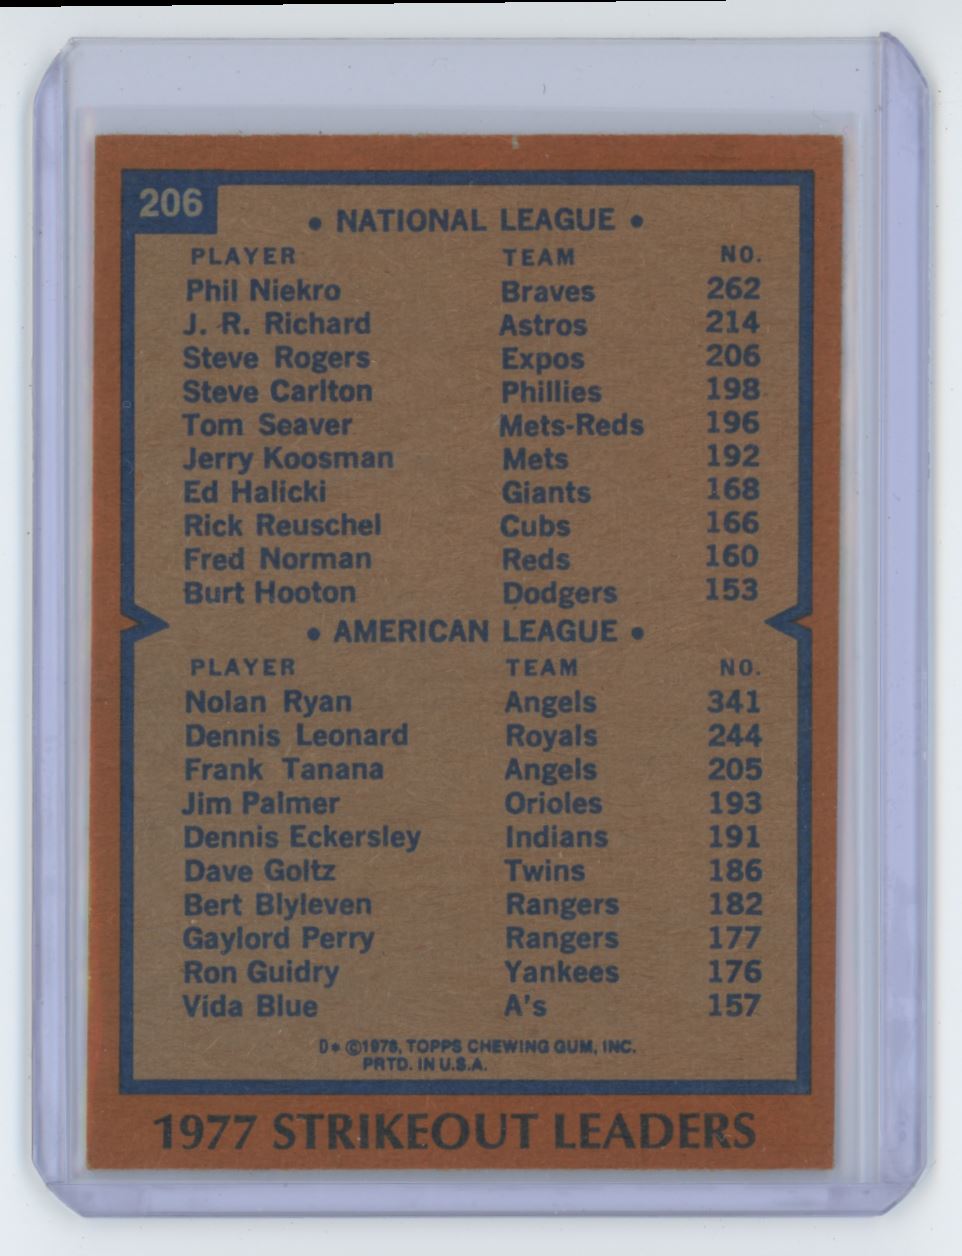 206
• NATIONAL LEAGUE •
PLAYER TEAM NO.
Phil Niekro Braves 262
J. R. Richard Astros 214
Steve Rogers Expos 206
Steve Carlton Phillies 198
Tom Seaver Mets-Reds 196
Jerry Koosman Mets 192
Ed Halicki Giants 168
Rick Reuschel Cubs 166
Fred Norman Reds 160
Burt Hooton Dodgers 153
• AMERICAN LEAGUE •
PLAYER TEAM NO.
Nolan Ryan Angels 341
Dennis Leonard Royals 244
Frank Tanana Angels 205
Jim Palmer Orioles 193
Dennis Eckersley Indians 191
Dave Goltz Twins 186
Bert Blyleven Rangers 182
Gaylord Perry Rangers 177
Ron Guidry Yankees 176
Vida Blue A's 157
D* ©1978, TOPPS CHEWING GUM, INC.
PRTD. IN U.S.A.
1977 STRIKEOUT LEADERS